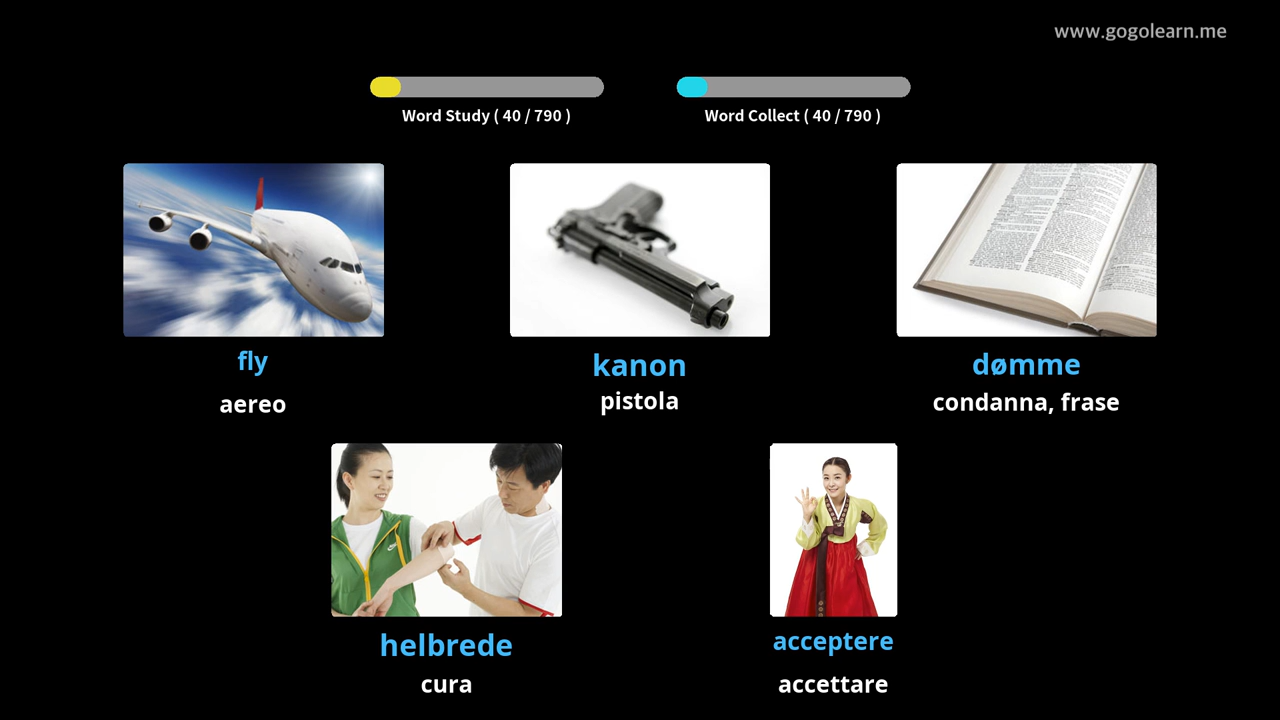 www.gogolearn.me
Word Study ( 40 / 790 )
Word Collect ( 40 / 790 )
fly
aereo
kanon
pistola
dømme
condanna, frase
helbrede
cura
acceptere
accettare